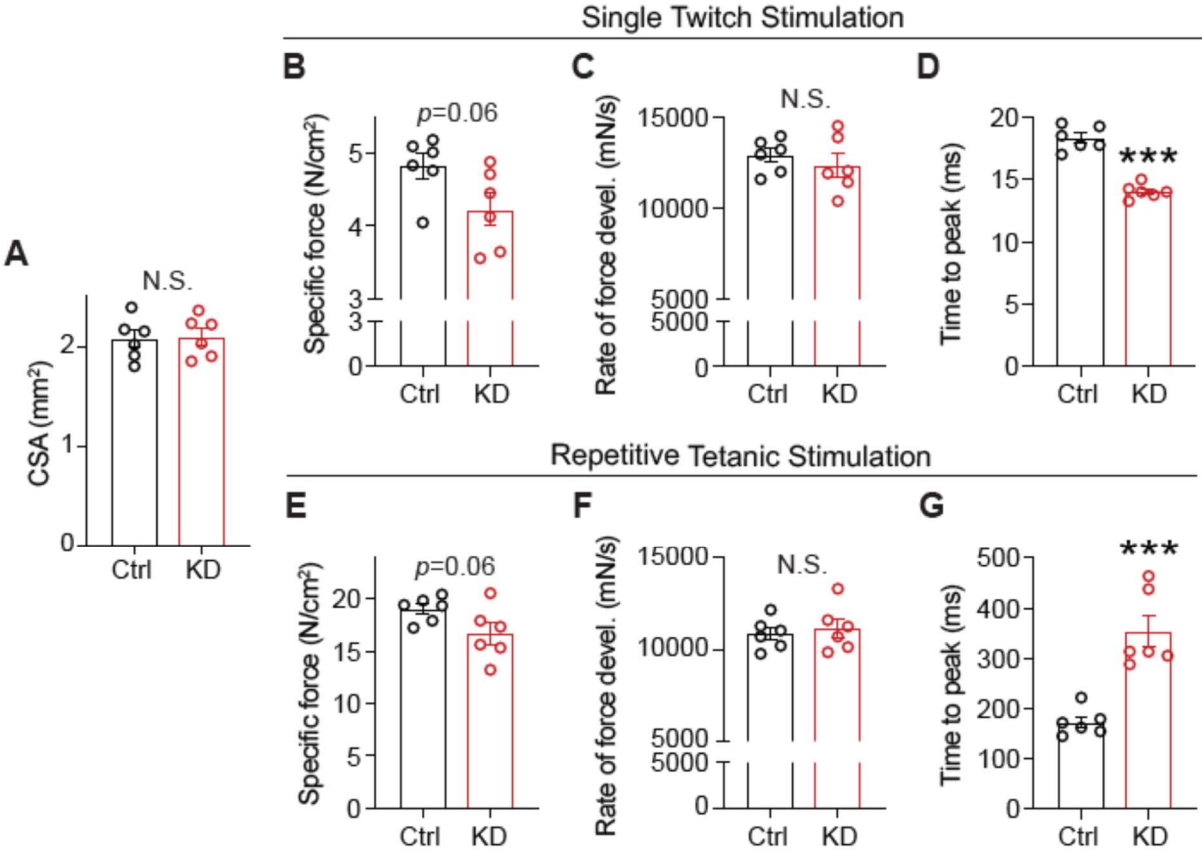 Single Twitch Stimulation
A
N.S.
CSA (mm²)
2
1
0
Ctrl KD
B
p=0.06
Specific force (N/cm²)
5
4
3
3
0
Ctrl KD
C
N.S.
Rate of force devel. (mN/s)
15000
10000
5000
5000
0
Ctrl KD
D
***
Time to peak (ms)
20
15
10
5
0
Ctrl KD
Repetitive Tetanic Stimulation
E
p=0.06
Specific force (N/cm²)
20
15
10
5
0
Ctrl KD
F
N.S.
Rate of force devel. (mN/s)
15000
10000
5000
5000
0
Ctrl KD
G
***
Time to peak (ms)
500
400
300
200
100
0
Ctrl KD